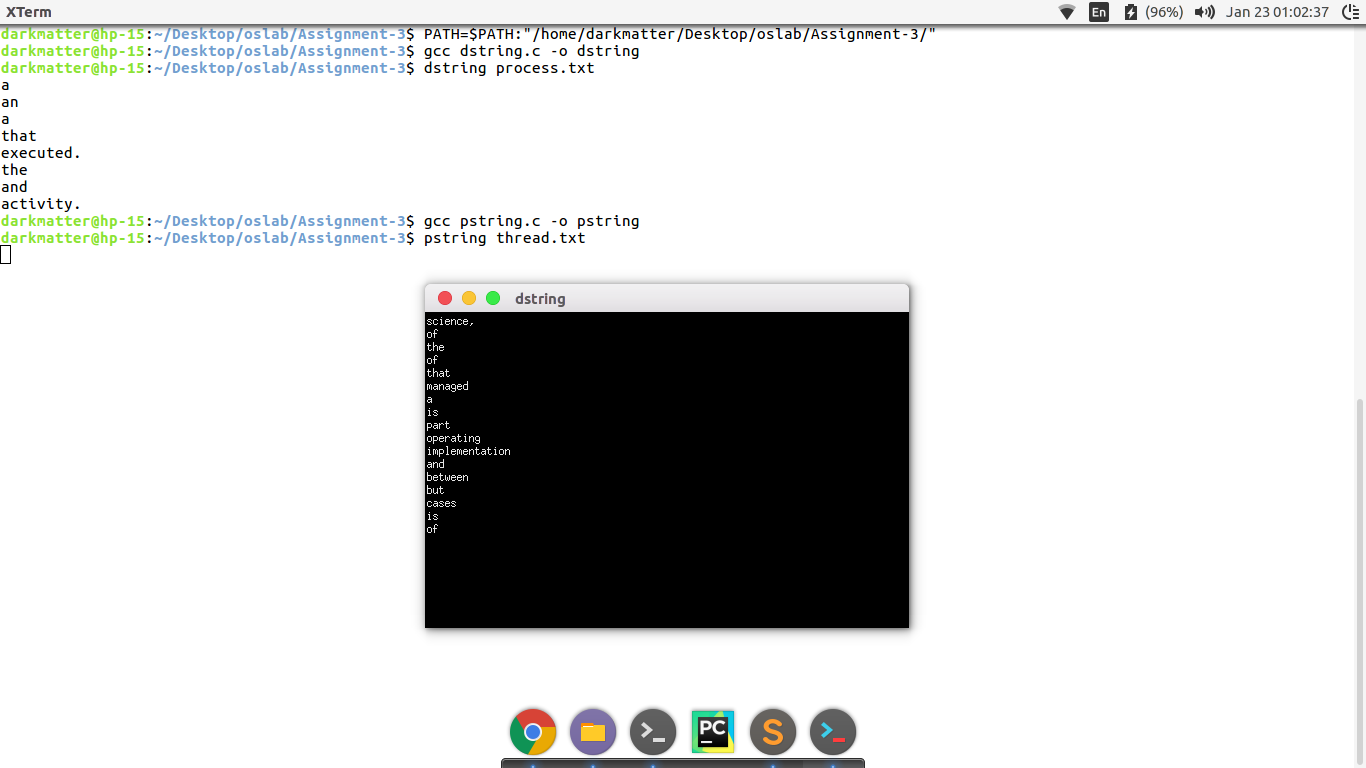 XTerm En (96%) Jan 23 01:02:37
darkmatter@hp-15:~/Desktop/oslab/Assignment-3$ PATH=$PATH:"/home/darkmatter/Desktop/oslab/Assignment-3/"
darkmatter@hp-15:~/Desktop/oslab/Assignment-3$ gcc dstring.c -o dstring
darkmatter@hp-15:~/Desktop/oslab/Assignment-3$ dstring process.txt
a
an
a
that
executed.
the
and
activity.
darkmatter@hp-15:~/Desktop/oslab/Assignment-3$ gcc pstring.c -o pstring
darkmatter@hp-15:~/Desktop/oslab/Assignment-3$ pstring thread.txt
dstring
science,
of
the
of
that
managed
a
is
part
operating
implementation
and
between
but
cases
is
of
>_
PC
S
>_